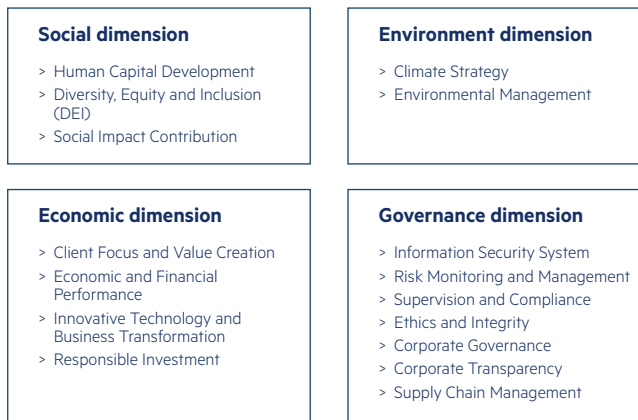 Social dimension
> Human Capital Development
> Diversity, Equity and Inclusion
(DEI)
> Social Impact Contribution
Environment dimension
> Climate Strategy
> Environmental Management
Economic dimension
> Client Focus and Value Creation
> Economic and Financial
Performance
> Innovative Technology and
Business Transformation
> Responsible Investment
Governance dimension
> Information Security System
> Risk Monitoring and Management
> Supervision and Compliance
> Ethics and Integrity
> Corporate Governance
> Corporate Transparency
> Supply Chain Management